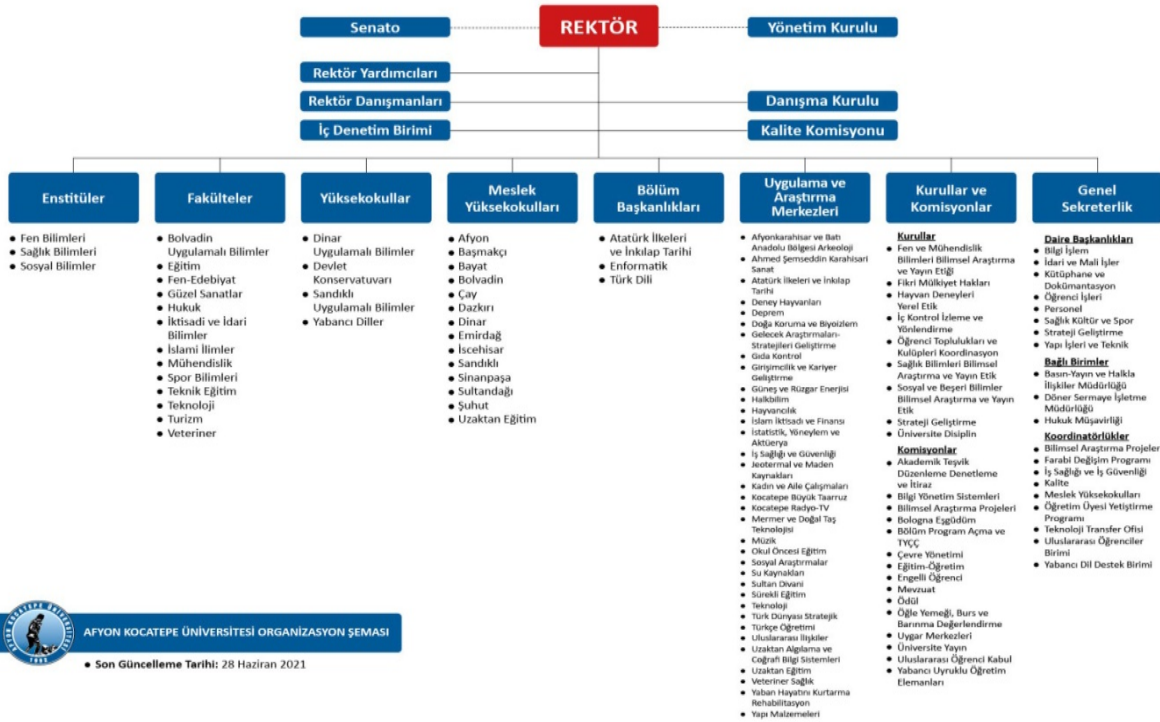 Senato
REKTÖR
Yönetim Kurulu
Rektör Yardımcıları
Rektör Danışmanları
Danışma Kurulu
İç Denetim Birimi
Kalite Komisyonu
Enstitüler
• Fen Bilimleri
• Sağlık Bilimleri
• Sosyal Bilimler
Fakülteler
• Bolvadin
Uygulamalı Bilimler
• Eğitim
• Fen-Edebiyat
• Güzel Sanatlar
• Hukuk
• İktisadi ve İdari
Bilimler
• İslami İlimler
• Mühendislik
• Spor Bilimleri
• Teknik Eğitim
• Teknoloji
• Turizm
• Veteriner
Yüksekokullar
• Dinar
Uygulamalı Bilimler
• Devlet
Konservatuvarı
• Sandıklı
Uygulamalı Bilimler
• Yabancı Diller
Meslek
Yüksekokulları
• Afyon
• Başmakçı
• Bayat
• Bolvadin
• Çay
• Dazkırı
• Dinar
• Emirdağ
• İscehisar
• Sandıklı
• Sinanpaşa
• Sultandağı
• Şuhut
• Uzaktan Eğitim
Bölüm
Başkanlıkları
• Atatürk İlkeleri
ve İnkılap Tarihi
• Enformatik
• Türk Dili
Uygulama ve
Araştırma
Merkezleri
• Afyonkarahisar ve Batı
Anadolu Bölgesi Arkeoloji
• Ahmed Şemseddin Karahisari
Sanat
• Atatürk İlkeleri ve İnkılap
Tarihi
• Deney Hayvanları
• Deprem
• Doğa Koruma ve Biyoizlem
• Gelecek Araştırmaları-
Stratejileri Geliştirme
• Gıda Kontrol
• Girişimcilik ve Kariyer
Geliştirme
• Güneş ve Rüzgar Enerjisi
• Halkbilim
• Hayvancılık
• İslam İktisadı ve Finansı
• İstatistik, Yöneylem ve
Aktüerya
• İş Sağlığı ve Güvenliği
• Jeotermal ve Maden
Kaynakları
• Kadın ve Aile Çalışmaları
• Kocatepe Büyük Taarruz
• Kocatepe Radyo-TV
• Mermer ve Doğal Taş
Teknolojisi
• Müzik
• Okul Öncesi Eğitim
• Sosyal Araştırmalar
• Su Kaynakları
• Sultan Divani
• Sürekli Eğitim
• Teknoloji
• Türk Dünyası Stratejik
• Türkçe Öğretimi
• Uluslararası İlişkiler
• Uzaktan Algılama ve
Coğrafi Bilgi Sistemleri
• Uzaktan Eğitim
• Veteriner Sağlık
• Yaban Hayatını Kurtarma
Rehabilitasyon
• Yapı Malzemeleri
Kurullar ve
Komisyonlar
Kurullar
• Fen ve Mühendislik
Bilimleri Bilimsel Araştırma
ve Yayın Etiği
• Fikri Mülkiyet Hakları
• Hayvan Deneyleri
Yerel Etik
• İç Kontrol İzleme ve
Yönlendirme
• Öğrenci Toplulukları ve
Kulüpleri Koordinasyon
• Sağlık Bilimleri Bilimsel
Araştırma ve Yayın Etik
• Sosyal ve Beşeri Bilimler
Bilimsel Araştırma ve Yayın
Etik
• Strateji Geliştirme
• Üniversite Disiplin
Komisyonlar
• Akademik Teşvik
Düzenleme Denetleme
ve İtiraz
• Bilgi Yönetim Sistemleri
• Bilimsel Araştırma Projeleri
• Bologna Eşgüdüm
• Bölüm Program Açma ve
TYÇÇ
• Çevre Yönetimi
• Eğitim-Öğretim
• Engelli Öğrenci
• Mevzuat
• Ödül
• Öğle Yemeği, Burs ve
Barınma Değerlendirme
• Uygar Merkezleri
• Üniversite Yayın
• Uluslararası Öğrenci Kabul
• Yabancı Uyruklu Öğretim
Elemanları
Genel
Sekreterlik
Daire Başkanlıkları
• Bilgi İşlem
• İdari ve Mali İşler
• Kütüphane ve
Dokümantasyon
• Öğrenci İşleri
• Personel
• Sağlık Kültür ve Spor
• Strateji Geliştirme
• Yapı İşleri ve Teknik
Bağlı Birimler
• Basın-Yayın ve Halkla
İlişkiler Müdürlüğü
• Döner Sermaye İşletme
Müdürlüğü
• Hukuk Müşavirliği
Koordinatörlükler
• Bilimsel Araştırma Projeler
• Farabi Değişim Programı
• İş Sağlığı ve İş Güvenliği
• Kalite
• Meslek Yüksekokulları
• Öğretim Üyesi Yetiştirme
Programı
• Teknoloji Transfer Ofisi
• Uluslararası Öğrenciler
Birimi
• Yabancı Dil Destek Birimi
AFYON KOCATEPE ÜNİVERSİTESİ
1992
AFYON KOCATEPE ÜNİVERSİTESİ ORGANİZASYON ŞEMASI
• Son Güncelleme Tarihi: 28 Haziran 2021